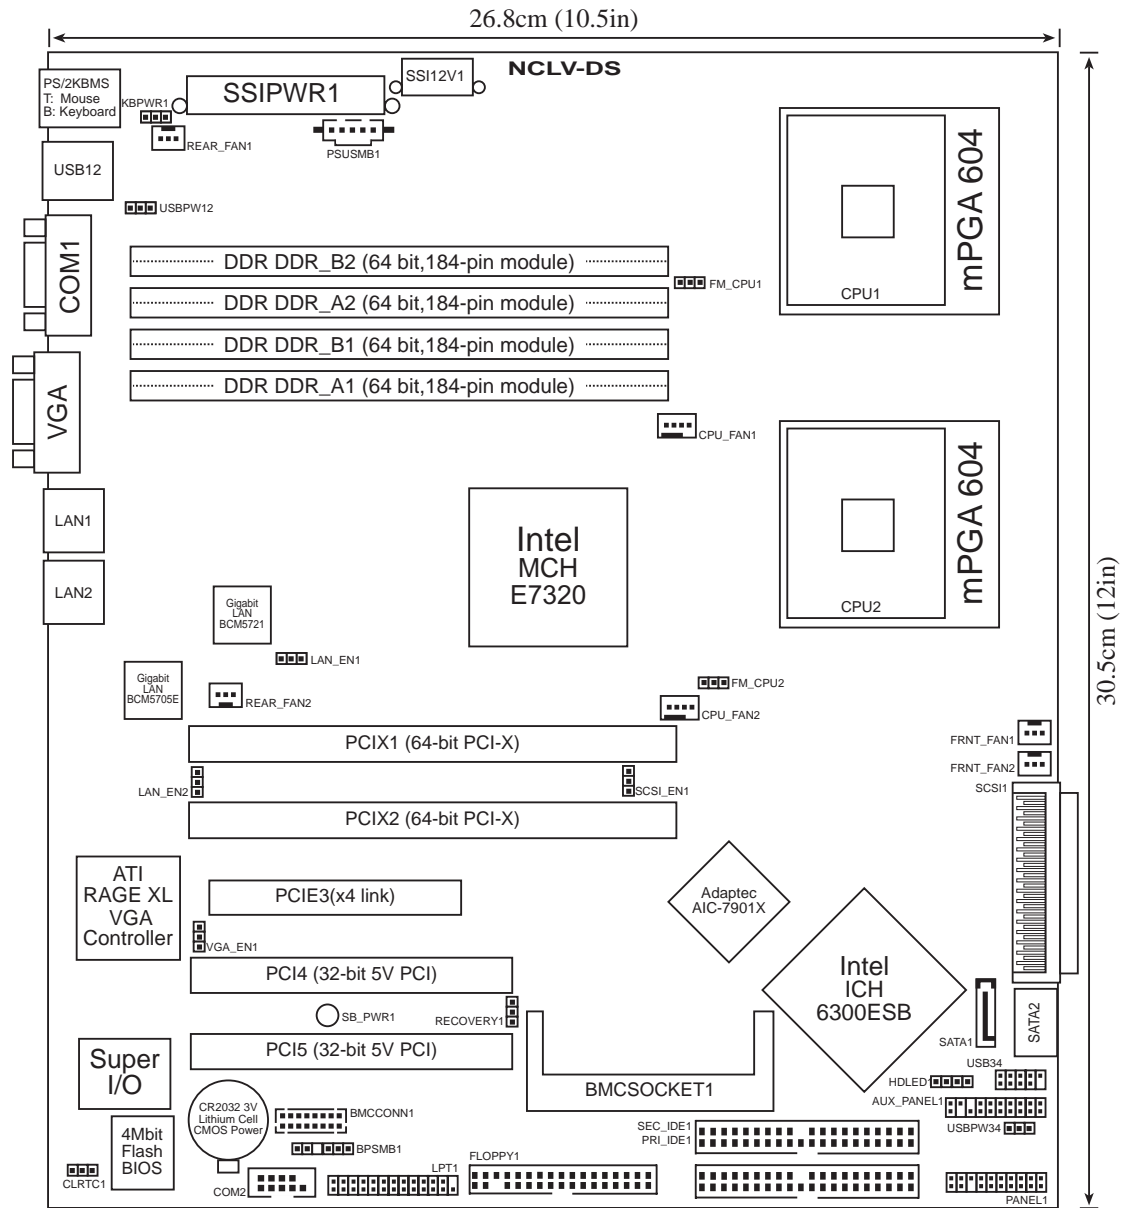 26.8cm (10.5in)
NCLV-DS
PS/2KBMS
T: Mouse
B: Keyboard
KBPWR1
SSIPWR1
SSI12V1
REAR_FAN1
PSUSMB1
USB12
USBPW12
COM1
VGA
LAN1
LAN2
DDR DDR_B2 (64 bit,184-pin module)
DDR DDR_A2 (64 bit,184-pin module)
DDR DDR_B1 (64 bit,184-pin module)
DDR DDR_A1 (64 bit,184-pin module)
FM_CPU1
mPGA 604
CPU1
CPU_FAN1
mPGA 604
CPU2
Intel
MCH
E7320
30.5cm (12in)
Gigabit
LAN
BCM5721
LAN_EN1
Gigabit
LAN
BCM5705E
REAR_FAN2
FM_CPU2
CPU_FAN2
PCIX1 (64-bit PCI-X)
LAN_EN2
SCSI_EN1
PCIX2 (64-bit PCI-X)
FRNT_FAN1
FRNT_FAN2
SCSI1
ATI
RAGE XL
VGA
Controller
PCIE3(x4 link)
VGA_EN1
Adaptec
AIC-7901X
PCI4 (32-bit 5V PCI)
SB_PWR1
RECOVERY1
PCI5 (32-bit 5V PCI)
Intel
ICH
6300ESB
SATA1
SATA2
Super
I/O
BMCSOCKET1
USB34
HDLED1
AUX_PANEL1
USBPW34
CR2032 3V
Lithium Cell
CMOS Power
BMCCONN1
4Mbit
Flash
BIOS
BPSMB1
CLRTC1
COM2
LPT1
FLOPPY1
SEC_IDE1
PRI_IDE1
PANEL1